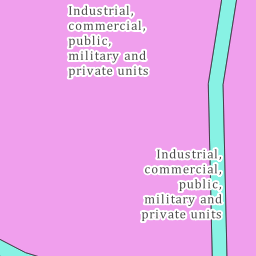 Industrial,
commercial,
public,
military and
private units
Industrial,
commercial,
public,
military and
private units